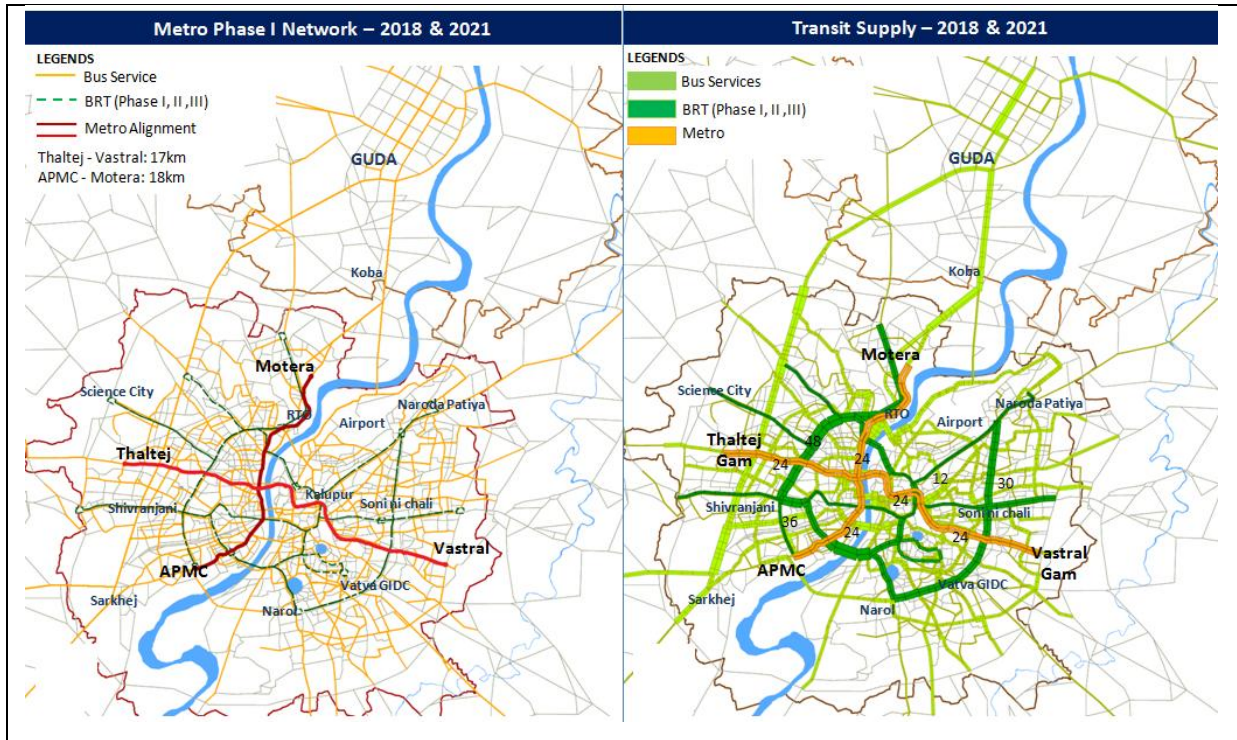 Metro Phase I Network – 2018 & 2021
LEGENDS
Bus Service
BRT (Phase I, II ,III)
Metro Alignment
Thaltej - Vastral: 17km
APMC - Motera: 18km
GUDA
Koba
Motera
Science City
RTO
Naroda Patiya
Airport
Thaltej
Kalupur
Shivranjani
Soni ni chali
Vastral
APMC
Vatva GIDC
Sarkhej
Narol
Transit Supply – 2018 & 2021
LEGENDS
Bus Services
BRT (Phase I, II ,III)
Metro
GUDA
Koba
Motera
Science City
RTO
Naroda Patiya
Airport
Thaltej
Gam
48
24
24
12
30
24
Shivranjani
Soni ni chali
36
24
24
Vastral
Gam
APMC
Vatva GIDC
Sarkhej
Narol